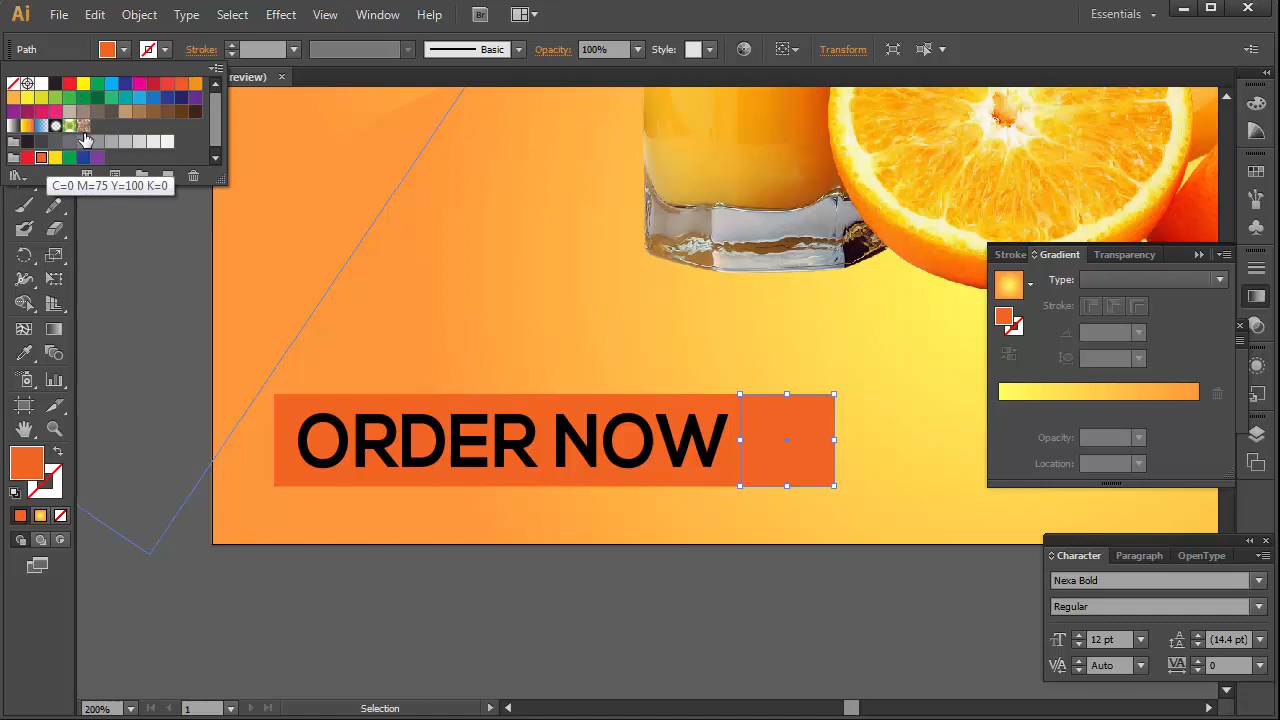 Ai File Edit Object Type Select Effect View Window Help Br Essentials
Path Stroke: Basic Opacity: 100% Style: Transform
review)
C=0 M=75 Y=100 K=0
Stroke Gradient Transparency
Type:
Stroke:
Opacity:
Location:
ORDER NOW
Character Paragraph OpenType
Nexa Bold
Regular
12 pt (14.4 pt)
Auto 0
200% 1 Selection